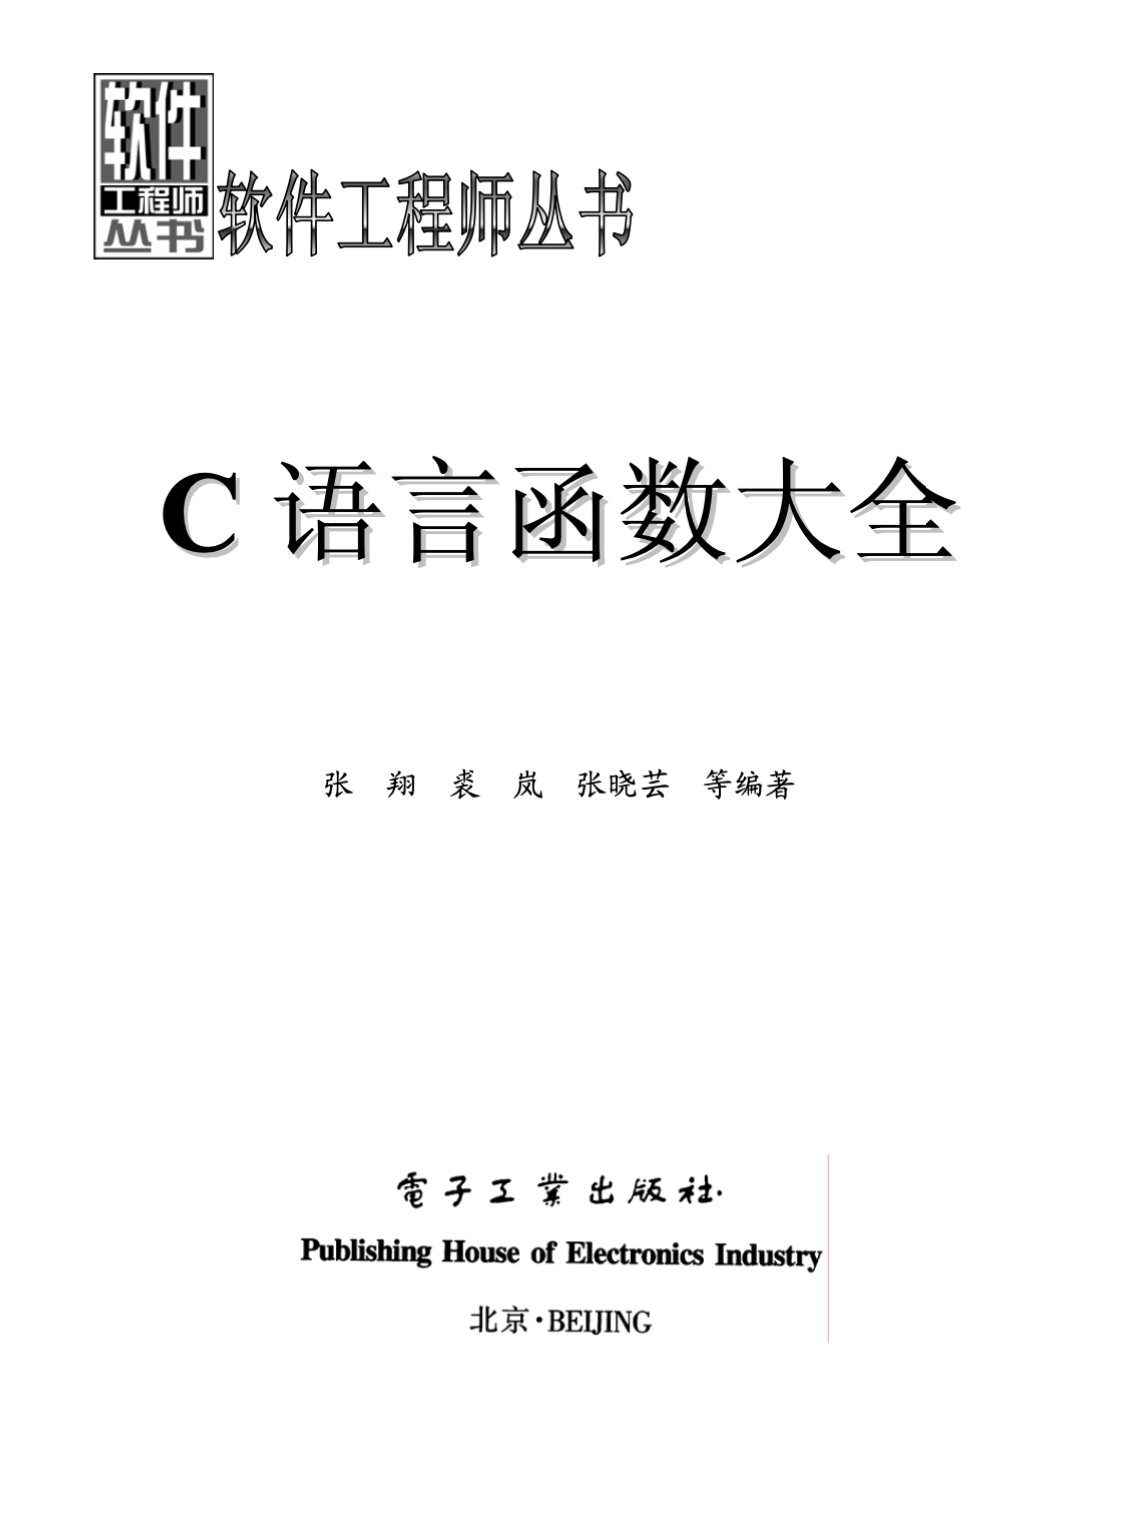 软件
工程师
丛书
软件工程师丛书
C 语言函数大全
张 翔 裘 岚 张晓芸 等编著
電子工業出版社·
Publishing House of Electronics Industry
北京·BEIJING